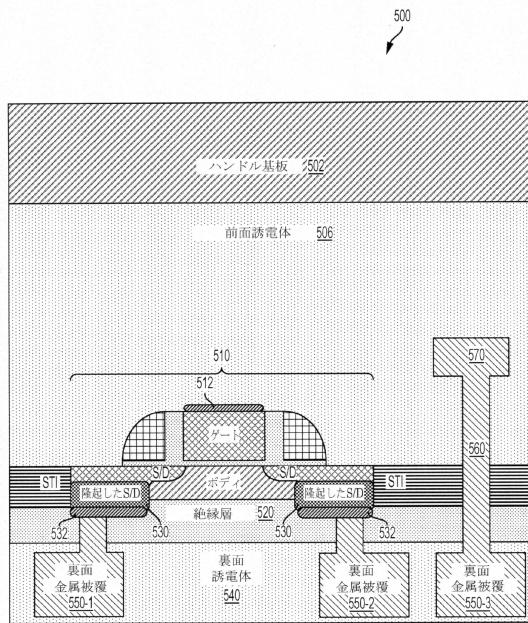 500
ハンドル基板 502
前面誘電体 506
510
512
570
ゲート
560
S/D
S/D
STI
ボディ
STI
隆起したS/D
隆起したS/D
絶縁層 520
532
530
530
532
裏面
金属被覆
550-1
裏面
誘電体
540
裏面
金属被覆
550-2
裏面
金属被覆
550-3